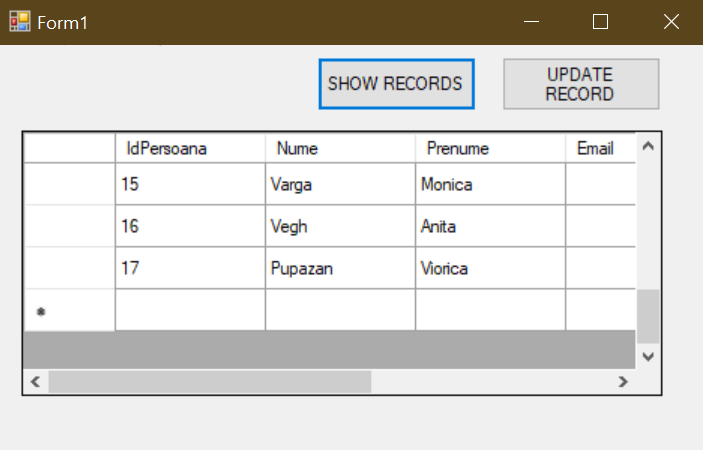 Form1
SHOW RECORDS
UPDATE
RECORD
IdPersoana Nume Prenume Email
15 Varga Monica
16 Vegh Anita
17 Pupazan Viorica
*